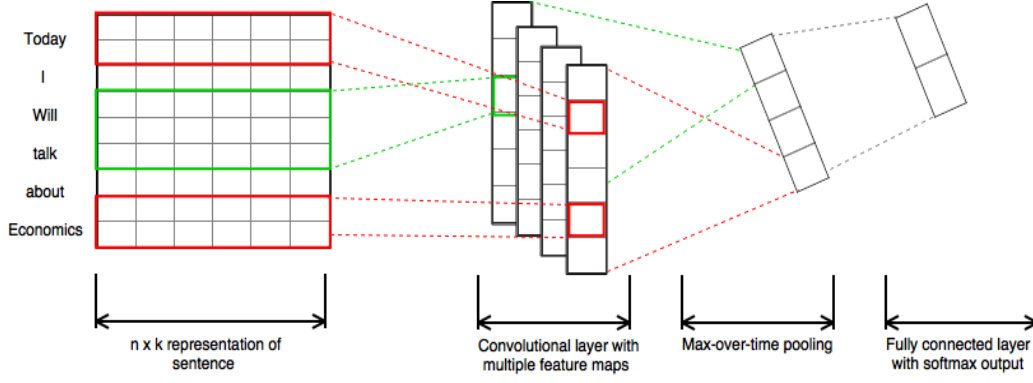 Today
I
Will
talk
about
Economics
n x k representation of
sentence
Convolutional layer with
multiple feature maps
Max-over-time pooling
Fully connected layer
with softmax output